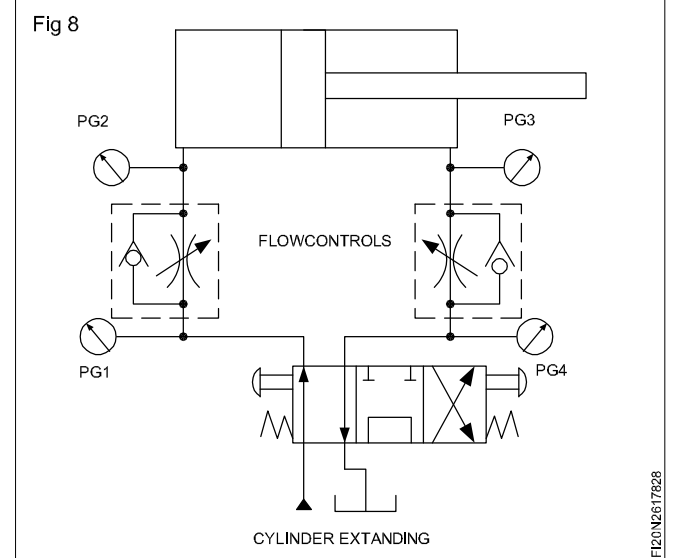 Fig 8
PG2
PG3
FLOWCONTROLS
PG1
PG4
CYLINDER EXTANDING
FI20N2617828